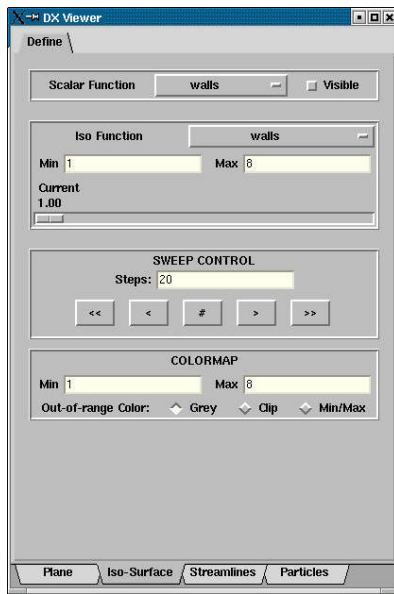 DX Viewer
Define
Scalar Function walls Visible
Iso Function walls
Min 1 Max 8
Current
1.00
SWEEP CONTROL
Steps: 20
<< < # > >>
COLORMAP
Min 1 Max 8
Out-of-range Color: Grey Clip Min/Max
Plane Iso-Surface Streamlines Particles